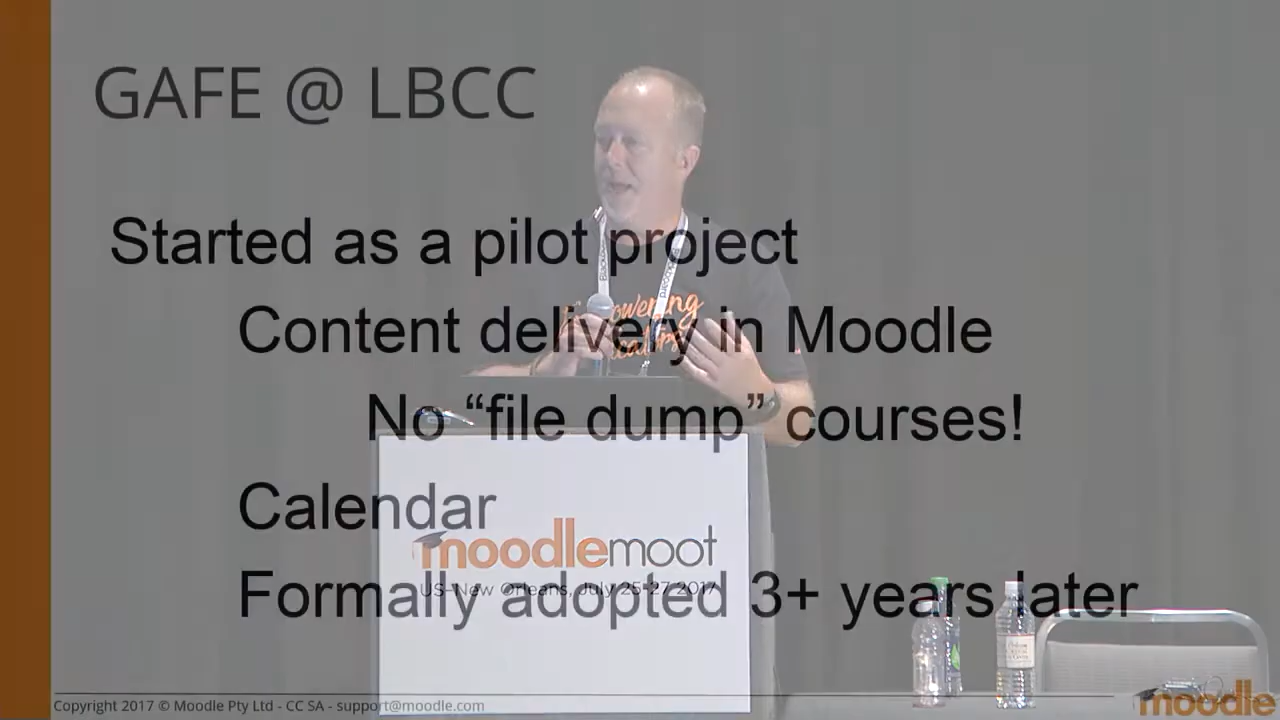 GAFE @ LBCC
Started as a pilot project
Content delivery in Moodle
No “file dump” courses!
Calendar
moodlemoot
US-New Orleans, July 25-27 2017
Formally adopted 3+ years later
Copyright 2017 © Moodle Pty Ltd - CC SA - support@moodle.com
moodle